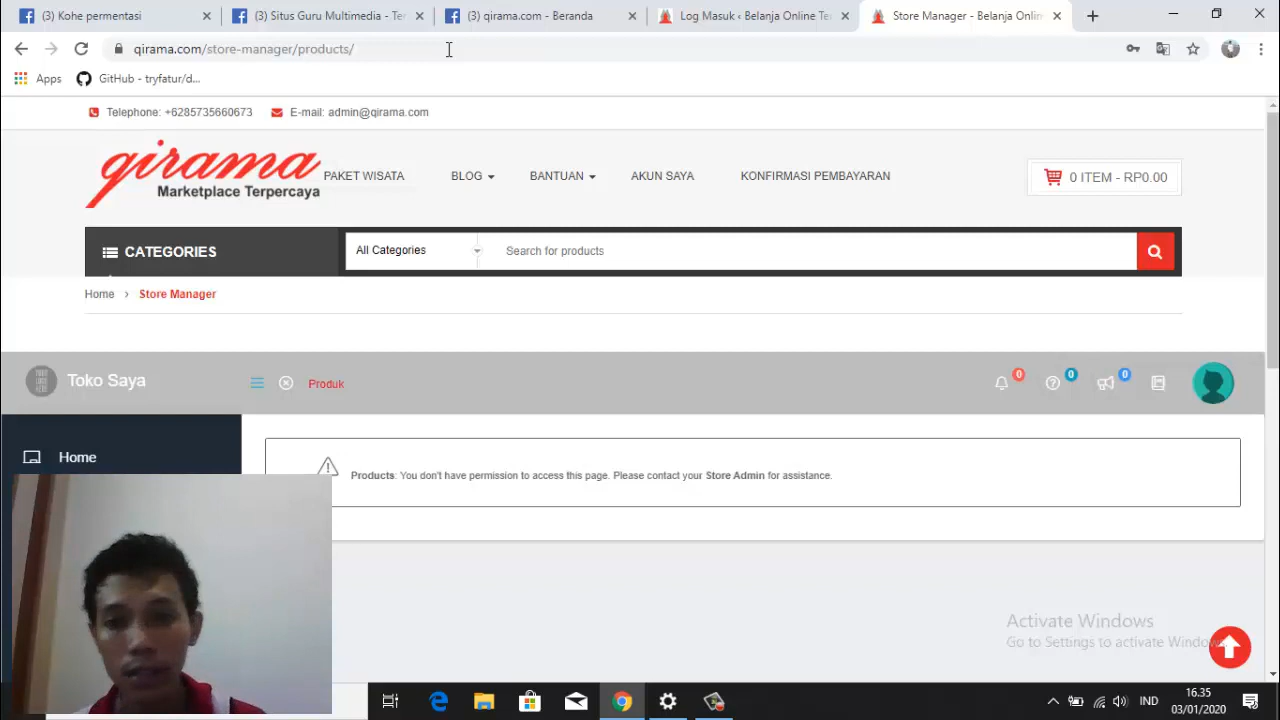 (3) Kohe permentasi
(3) Situs Guru Multimedia - Te
(3) qirama.com - Beranda
Log Masuk ‹ Belanja Online Te
Store Manager - Belanja Onlin
qirama.com/store-manager/products/
Apps
GitHub - tryfatur/d...
Telephone: +6285735660673
E-mail: admin@qirama.com
qirama
Marketplace Terpercaya
PAKET WISATA
BLOG
BANTUAN
AKUN SAYA
KONFIRMASI PEMBAYARAN
0 ITEM - RP0.00
CATEGORIES
All Categories
Search for products
Home › Store Manager
Toko Saya
Produk
0
0
0
Home
Products: You don't have permission to access this page. Please contact your Store Admin for assistance.
Activate Windows
Go to Settings to activate Windows
IND
16.35
03/01/2020